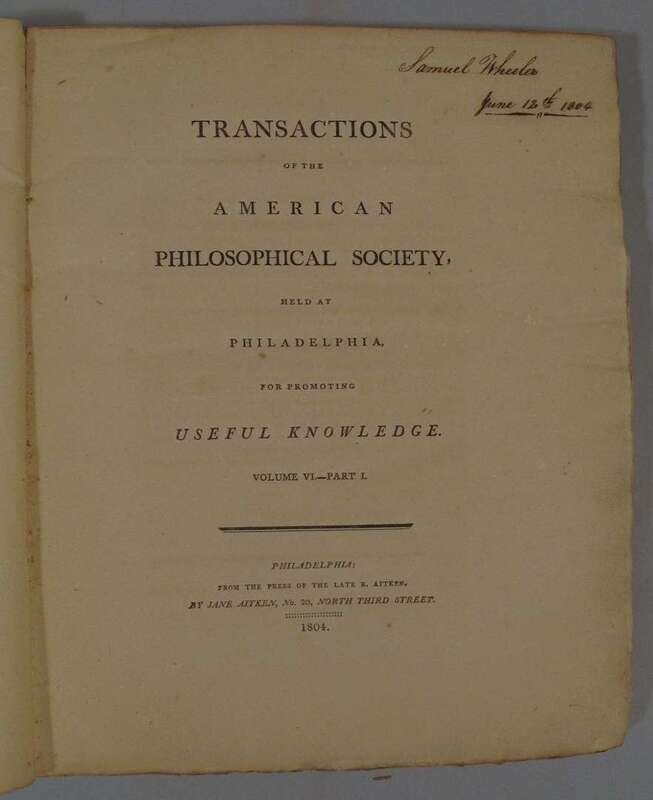 Samuel Wheeler
June 12th 1804
TRANSACTIONS
OF THE
AMERICAN
PHILOSOPHICAL SOCIETY,
HELD AT
PHILADELPHIA,
FOR PROMOTING
USEFUL KNOWLEDGE.
VOLUME VI.—PART I.
PHILADELPHIA:
FROM THE PRESS OF THE LATE R. AITKEN,
BY JANE AITKEN, No. 20, NORTH THIRD STREET.
1804.